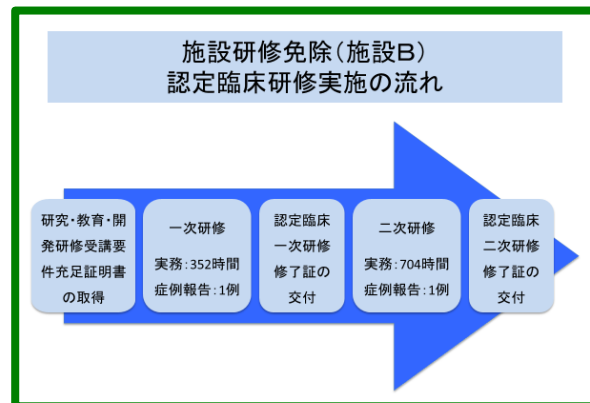 施設研修免除（施設Ｂ）
認定臨床研修実施の流れ
研究・教育・開
発研修受講要
件充足証明書
の取得
一次研修
実務：352時間
症例報告：1例
認定臨床
一次研修
修了証の
交付
二次研修
実務：704時間
症例報告：1例
認定臨床
二次研修
修了証の
交付